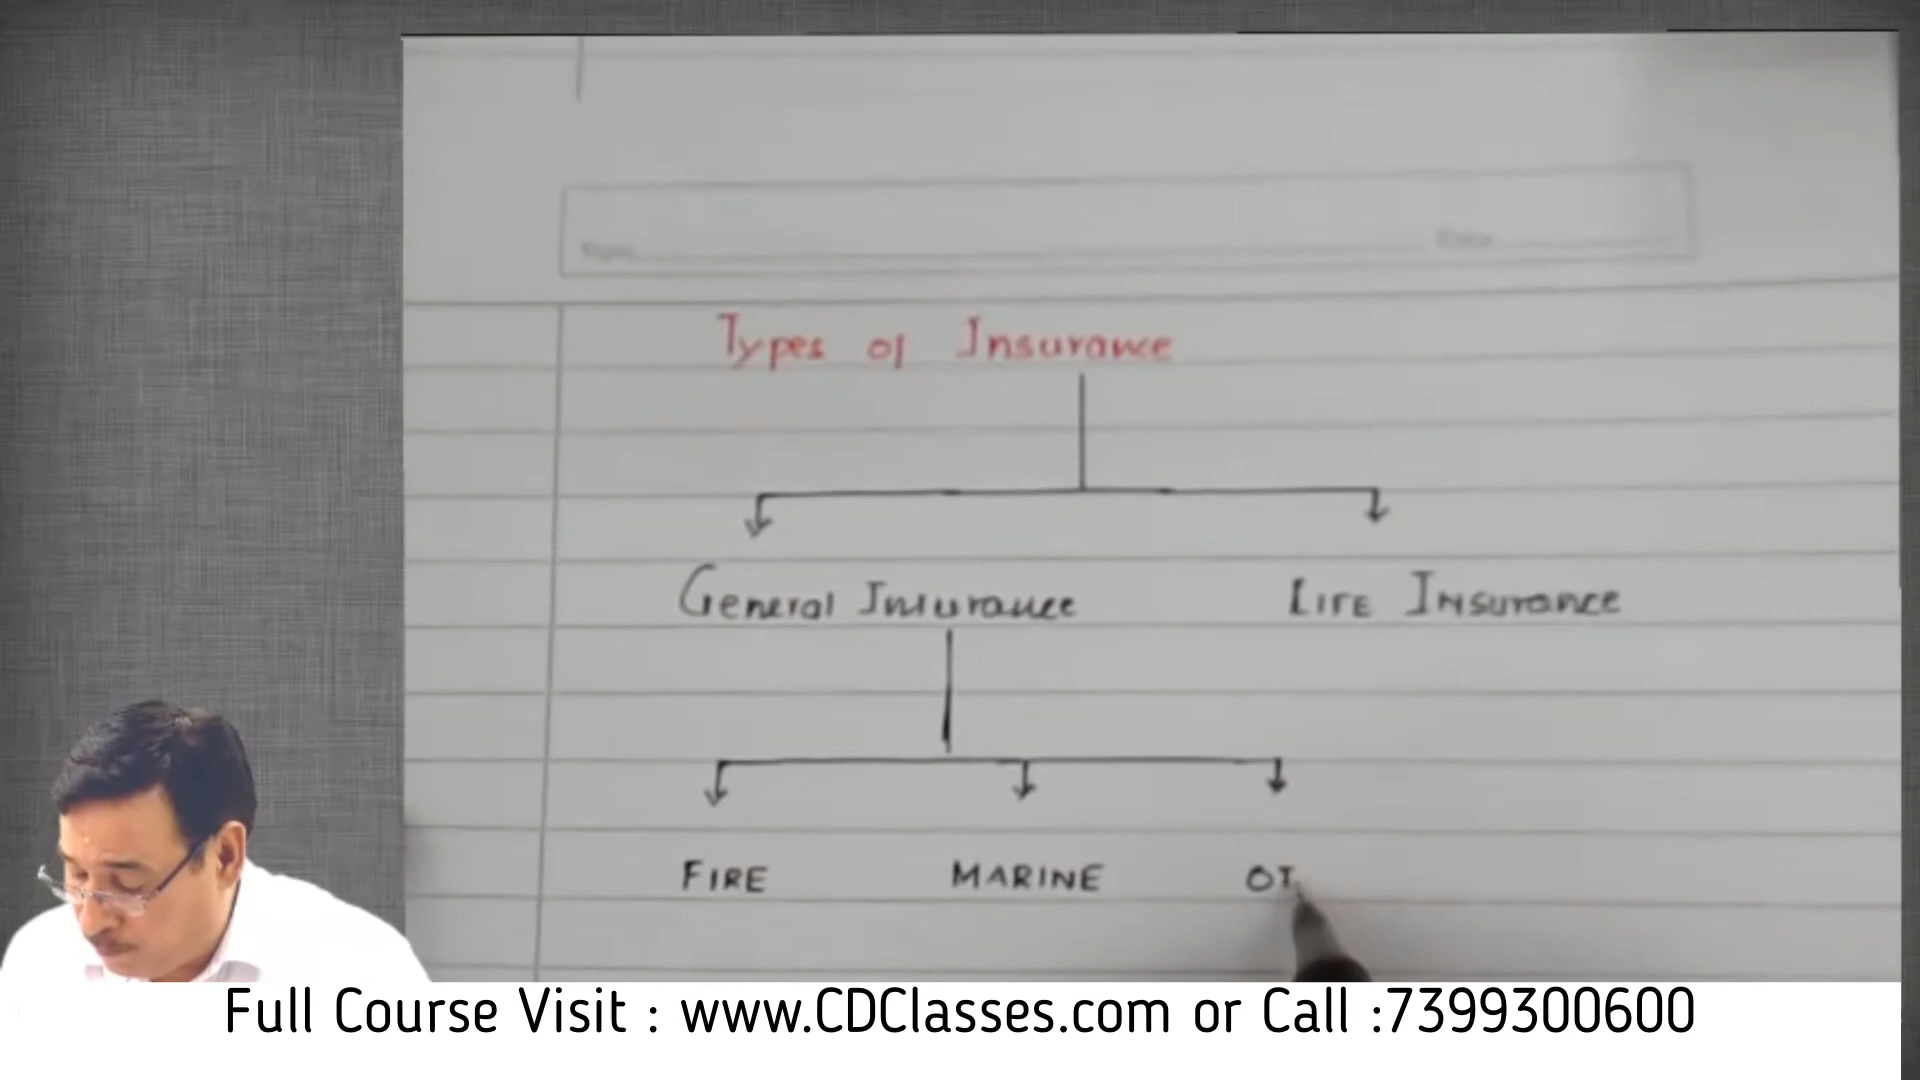 Types of Insurance
General Insurance LIFE INSURANCE
FIRE MARINE OT
Full Course Visit : www.CDClasses.com or Call :7399300600